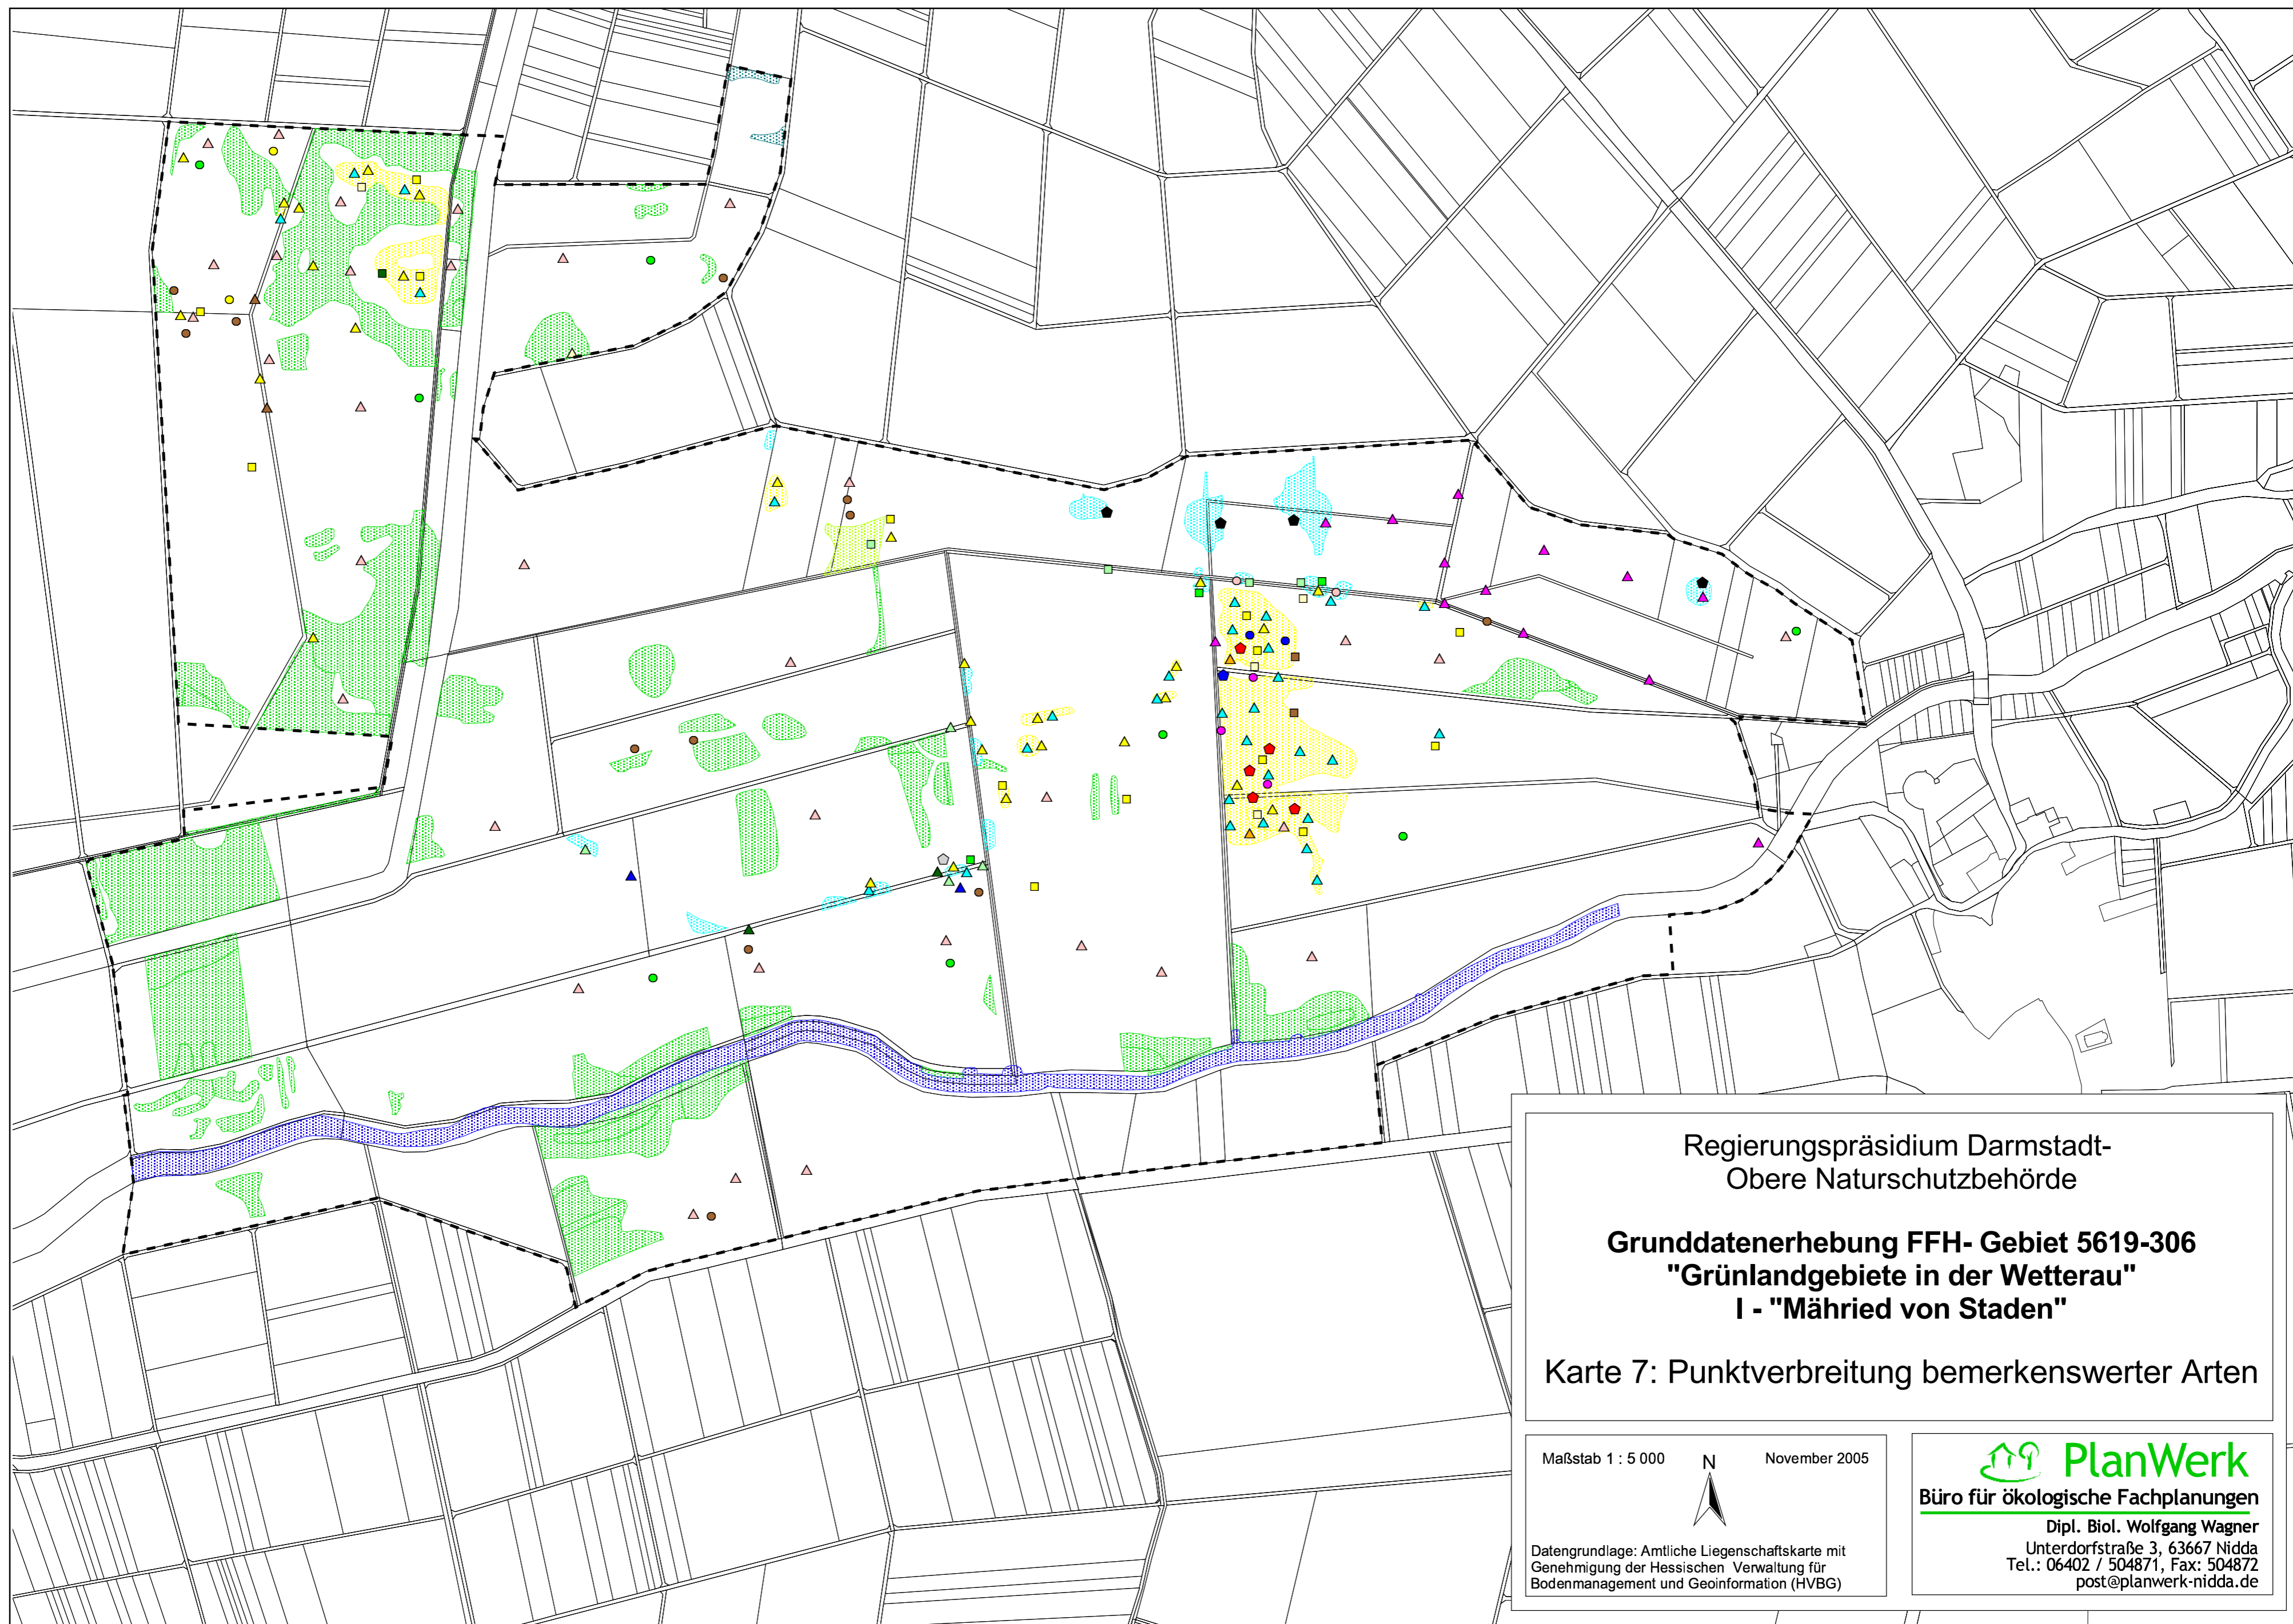 Regierungspräsidium Darmstadt-
Obere Naturschutzbehörde
Grunddatenerhebung FFH- Gebiet 5619-306
"Grünlandgebiete in der Wetterau"
I - "Mähried von Staden"
Karte 7: Punktverbreitung bemerkenswerter Arten
Maßstab 1 : 5 000
N
November 2005
Datengrundlage: Amtliche Liegenschaftskarte mit
Genehmigung der Hessischen Verwaltung für
Bodenmanagement und Geoinformation (HVBG)
PlanWerk
Büro für ökologische Fachplanungen
Dipl. Biol. Wolfgang Wagner
Unterdorfstraße 3, 63667 Nidda
Tel.: 06402 / 504871, Fax: 504872
post@planwerk-nidda.de